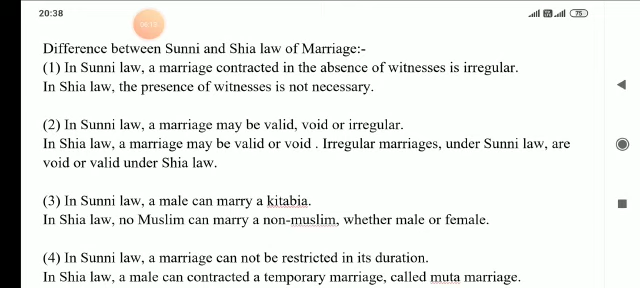 20:38
75
Difference between Sunni and Shia law of Marriage:-
(1) In Sunni law, a marriage contracted in the absence of witnesses is irregular.
In Shia law, the presence of witnesses is not necessary.
(2) In Sunni law, a marriage may be valid, void or irregular.
In Shia law, a marriage may be valid or void . Irregular marriages, under Sunni law, are
void or valid under Shia law.
(3) In Sunni law, a male can marry a kitabia.
In Shia law, no Muslim can marry a non-muslim, whether male or female.
(4) In Sunni law, a marriage can not be restricted in its duration.
In Shia law, a male can contracted a temporary marriage, called muta marriage.